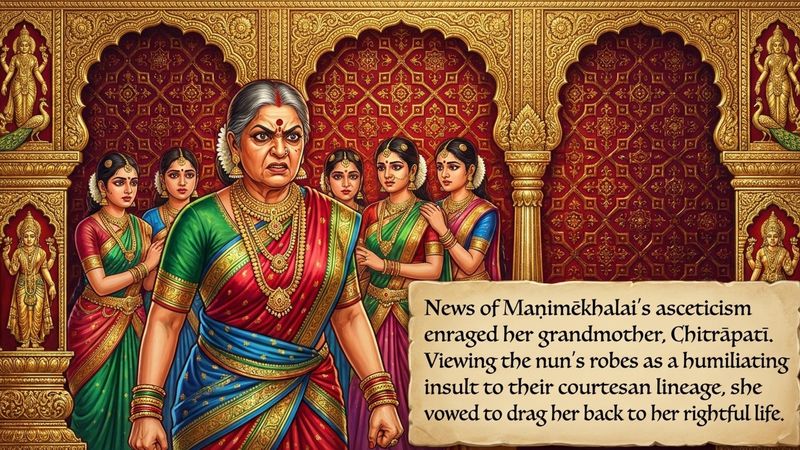 News of Maṇimēkhalai's asceticism
enraged her grandmother, Chitrāpatī.
Viewing the nun's robes as a humiliating
insult to their courtesan lineage, she
vowed to drag her back to her rightful life.